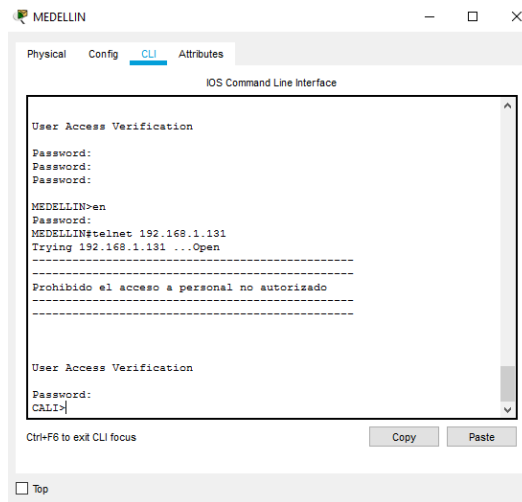 MEDELLIN
Physical Config CLI Attributes
IOS Command Line Interface
User Access Verification
Password:
Password:
Password:
MEDELLIN>en
Password:
MEDELLIN#telnet 192.168.1.131
Trying 192.168.1.131 ...Open
------------------------------------------------
------------------------------------------------
Prohibido el acceso a personal no autorizado
------------------------------------------------
------------------------------------------------
User Access Verification
Password:
CALI>
Ctrl+F6 to exit CLI focus Copy Paste
Top